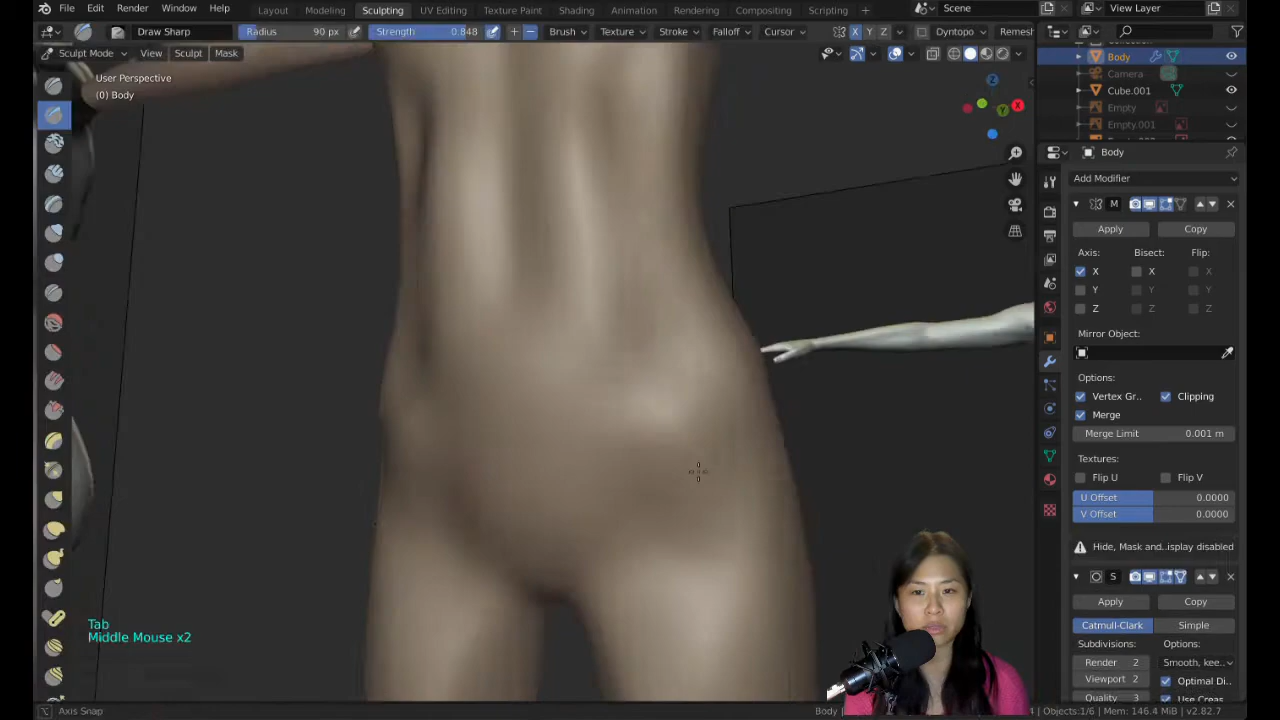 File Edit Render Window Help Layout Modeling Sculpting UV Editing Texture Paint Shading Animation Rendering Compositing Scripting + Scene View Layer
Draw Sharp Radius 90 px Strength 0.848 Brush Texture Stroke Falloff Cursor X Y Z Dyntopo Remesh
Sculpt Mode View Sculpt Mask
User Perspective
(0) Body
Body
Camera
Cube.001
Empty
Empty.001
Body
Add Modifier
M
Apply Copy
Axis: Bisect: Flip:
X X X
Y Y Y
Z Z Z
Mirror Object:
Options:
Vertex Gr.. Clipping
Merge
Merge Limit 0.001 m
Textures:
Flip U Flip V
U Offset 0.0000
V Offset 0.0000
Hide, Mask and..isplay disabled
S
Apply Copy
Catmull-Clark Simple
Subdivisions: Options:
Render 2 Smooth, kee..
Viewport 2 Optimal Di..
Quality 3 Use Creas
Z
Y
X
Tab
Middle Mouse x2
Axis Snap
Body
4 | Objects:1/6 | Mem: 146.4 MiB | v2.82.7